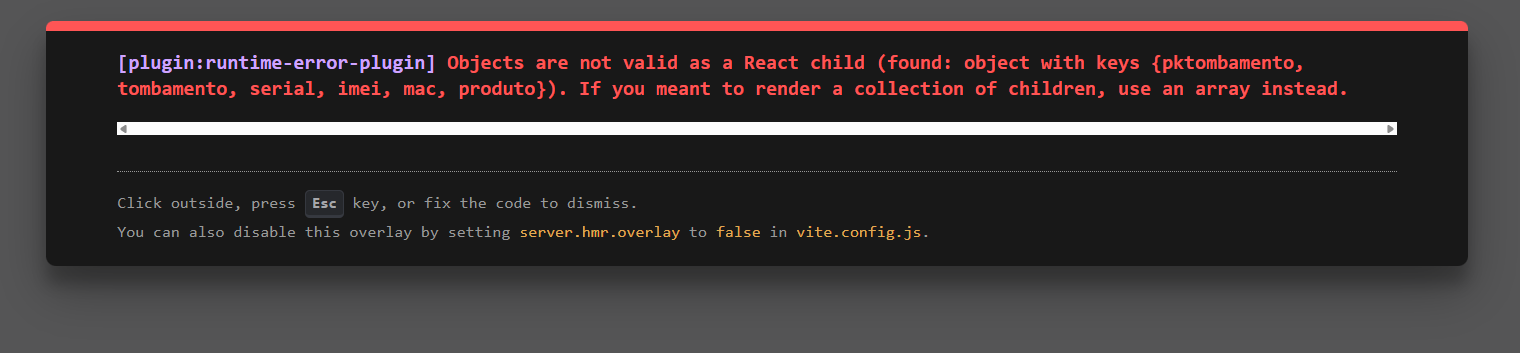 [plugin:runtime-error-plugin] Objects are not valid as a React child (found: object with keys {pktombamento,
tombamento, serial, imei, mac, produto}). If you meant to render a collection of children, use an array instead.
Click outside, press Esc key, or fix the code to dismiss.
You can also disable this overlay by setting server.hmr.overlay to false in vite.config.js.